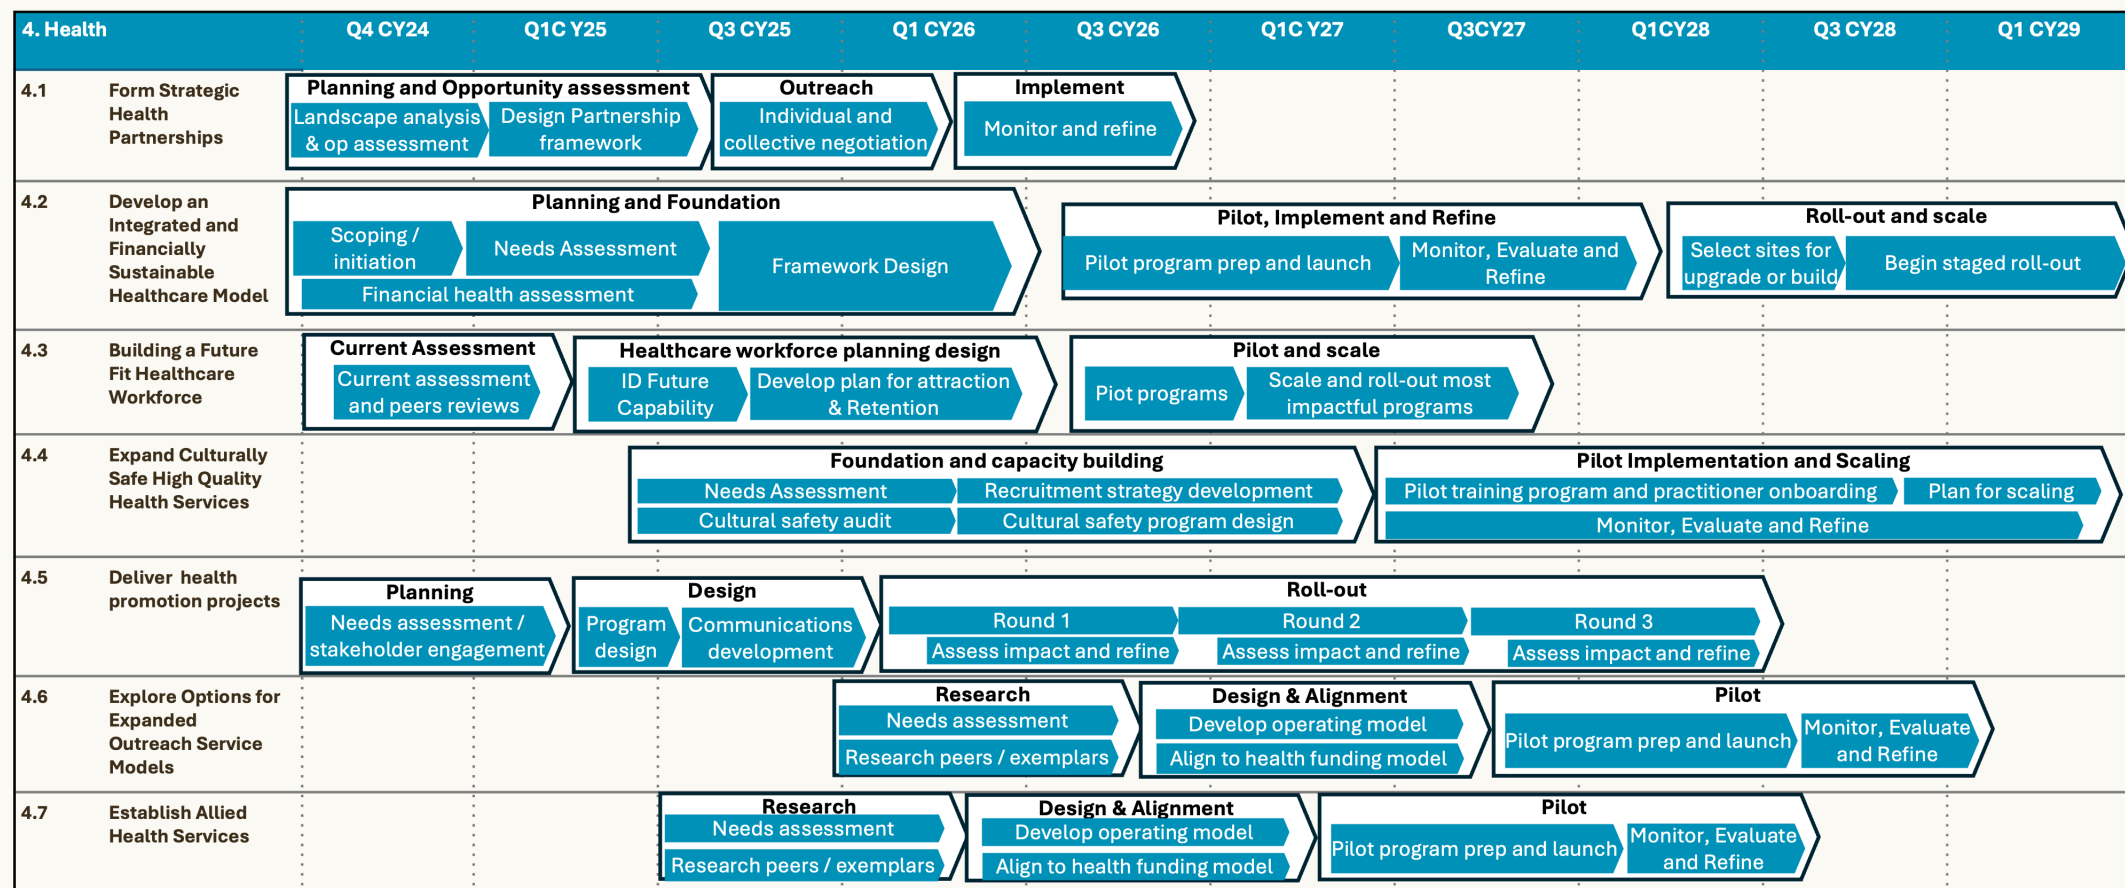 4. Health
Q4 CY24
Q1C Y25
Q3 CY25
Q1 CY26
Q3 CY26
Q1C Y27
Q3CY27
Q1CY28
Q3 CY28
Q1 CY29
4.1
Form Strategic
Health
Partnerships
Planning and Opportunity assessment
Landscape analysis
& op assessment
Design Partnership
framework
Outreach
Individual and
collective negotiation
Implement
Monitor and refine
4.2
Develop an
Integrated and
Financially
Sustainable
Healthcare Model
Planning and Foundation
Scoping /
initiation
Needs Assessment
Financial health assessment
Framework Design
Pilot, Implement and Refine
Pilot program prep and launch
Monitor, Evaluate and
Refine
Roll-out and scale
Select sites for
upgrade or build
Begin staged roll-out
4.3
Building a Future
Fit Healthcare
Workforce
Current Assessment
Current assessment
and peers reviews
Healthcare workforce planning design
ID Future
Capability
Develop plan for attraction
& Retention
Pilot and scale
Piot programs
Scale and roll-out most
impactful programs
4.4
Expand Culturally
Safe High Quality
Health Services
Foundation and capacity building
Needs Assessment
Recruitment strategy development
Cultural safety audit
Cultural safety program design
Pilot Implementation and Scaling
Pilot training program and practitioner onboarding
Plan for scaling
Monitor, Evaluate and Refine
4.5
Deliver  health
promotion projects
Planning
Needs assessment /
stakeholder engagement
Design
Program
design
Communications
development
Roll-out
Round 1
Round 2
Round 3
Assess impact and refine
Assess impact and refine
Assess impact and refine
4.6
Explore Options for
Expanded
Outreach Service
Models
Research
Needs assessment
Research peers / exemplars
Design & Alignment
Develop operating model
Align to health funding model
Pilot
Pilot program prep and launch
Monitor, Evaluate
and Refine
4.7
Establish Allied
Health Services
Research
Needs assessment
Research peers / exemplars
Design & Alignment
Develop operating model
Align to health funding model
Pilot
Pilot program prep and launch
Monitor, Evaluate
and Refine